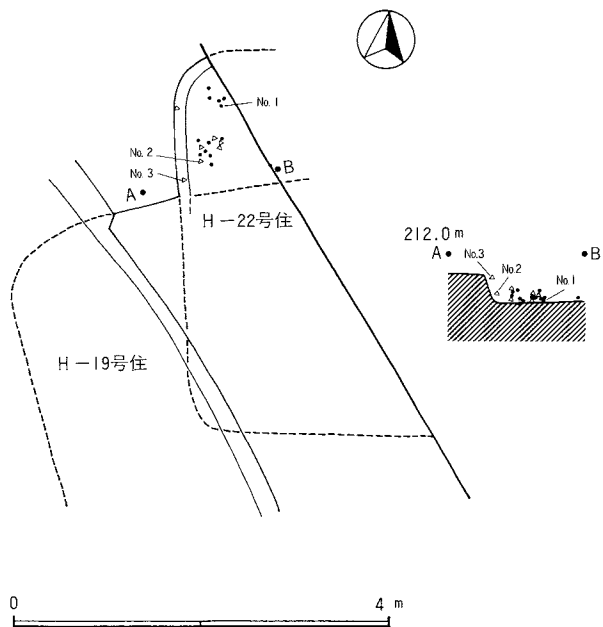 No. 1
No. 2
No. 3
A
B
H-22号住
212.0 m
A
B
No.3
No.2
No.1
H-19号住
0
4 m